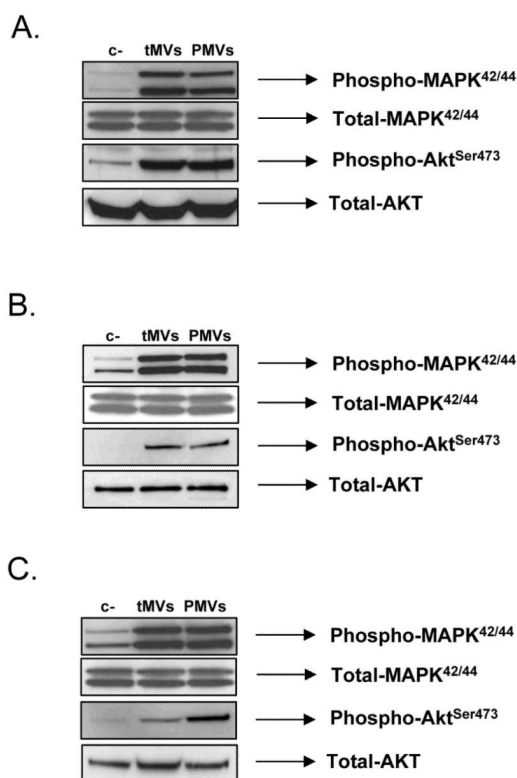 A.
c- tMVs PMVs
Phospho-MAPK42/44
Total-MAPK42/44
Phospho-AktSer473
Total-AKT
B.
c- tMVs PMVs
Phospho-MAPK42/44
Total-MAPK42/44
Phospho-AktSer473
Total-AKT
C.
c- tMVs PMVs
Phospho-MAPK42/44
Total-MAPK42/44
Phospho-AktSer473
Total-AKT